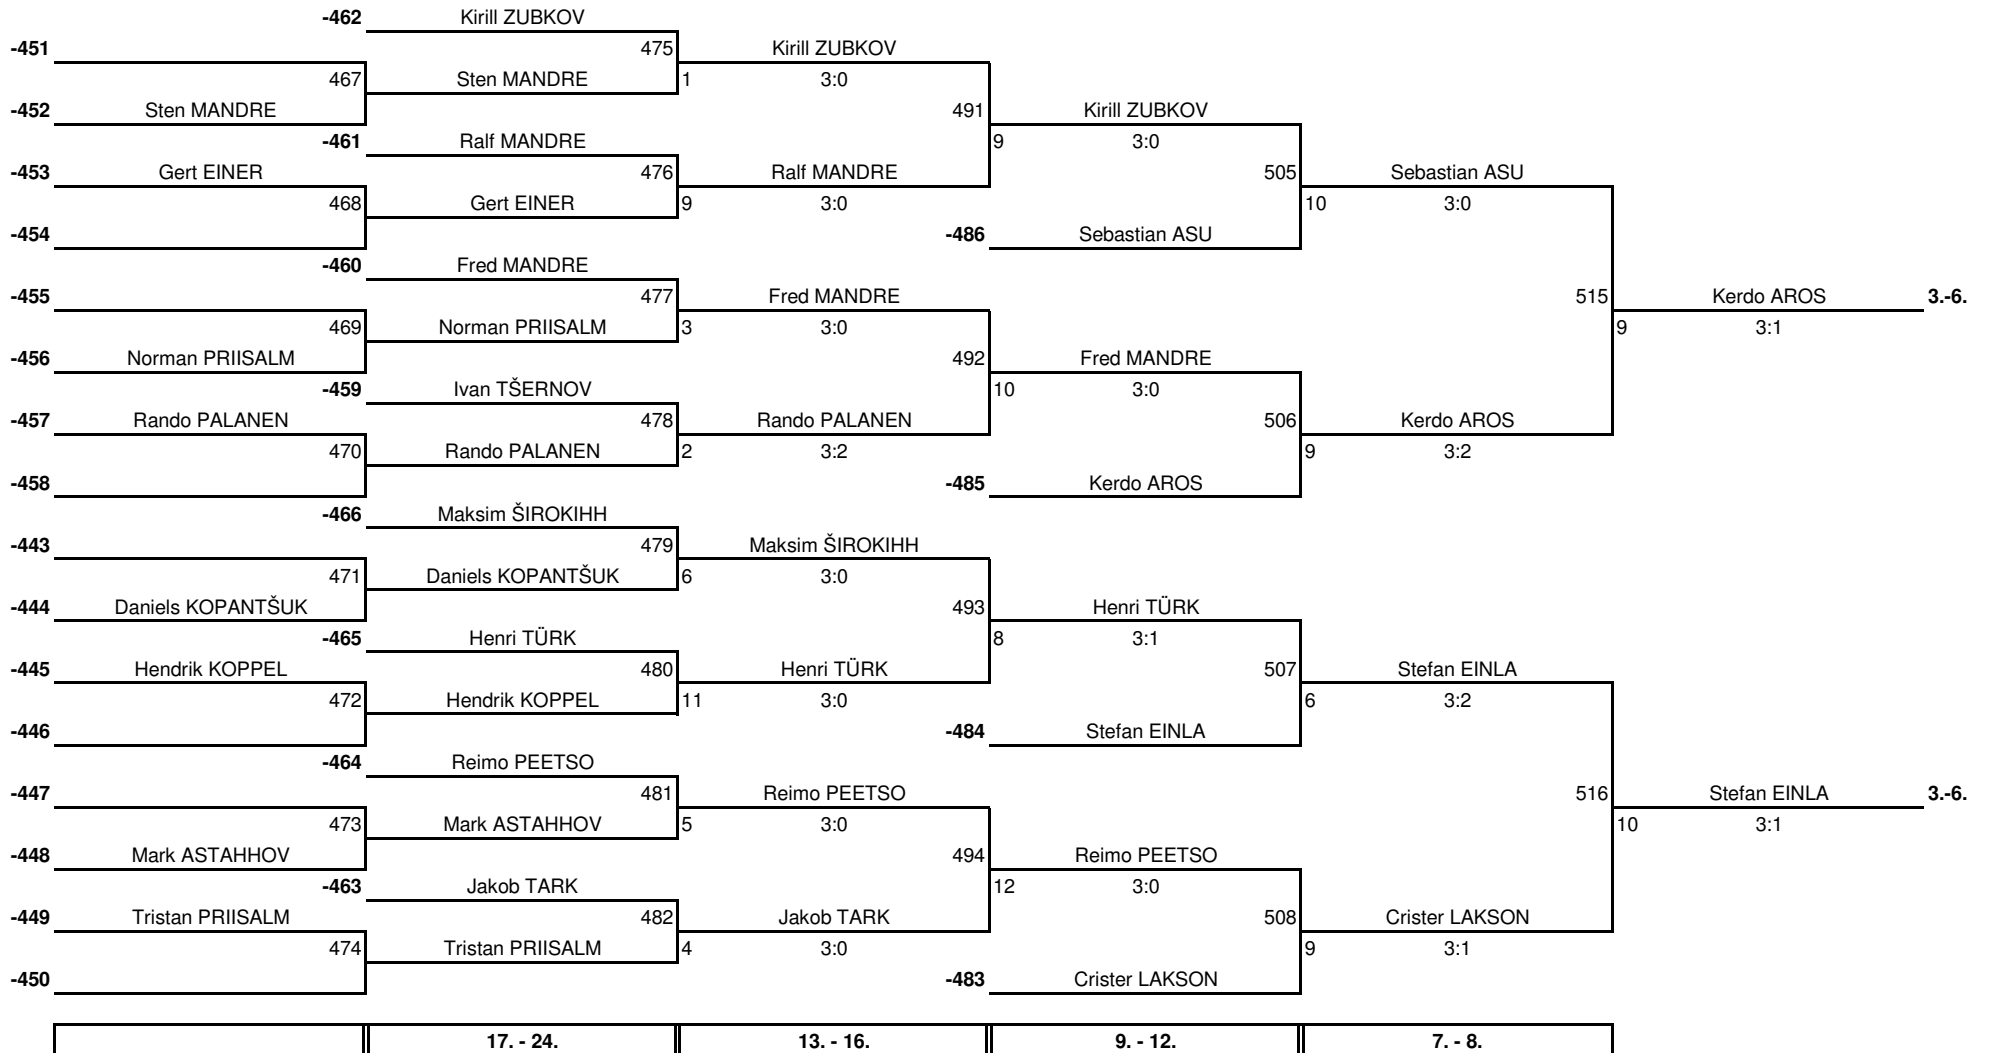 -462 Kirill ZUBKOV
-451 475 Kirill ZUBKOV
467 Sten MANDRE 1 3:0
-452 Sten MANDRE 491 Kirill ZUBKOV
-461 Ralf MANDRE 9 3:0
-453 Gert EINER 476 Ralf MANDRE 505 Sebastian ASU
468 Gert EINER 9 3:0 10 3:0
-454 -486 Sebastian ASU
-460 Fred MANDRE
-455 477 Fred MANDRE 515 Kerdo AROS 3.-6.
469 Norman PRIISALM 3 3:0 9 3:1
-456 Norman PRIISALM 492 Fred MANDRE
-459 Ivan TŠERNOV 10 3:0
-457 Rando PALANEN 478 Rando PALANEN 506 Kerdo AROS
470 Rando PALANEN 2 3:2 9 3:2
-458 -485 Kerdo AROS
-466 Maksim ŠIROKIHH
-443 479 Maksim ŠIROKIHH
471 Daniels KOPANTŠUK 6 3:0
-444 Daniels KOPANTŠUK 493 Henri TÜRK
-465 Henri TÜRK 8 3:1
-445 Hendrik KOPPEL 480 Henri TÜRK 507 Stefan EINLA
472 Hendrik KOPPEL 11 3:0 6 3:2
-446 -484 Stefan EINLA
-464 Reimo PEETSO
-447 481 Reimo PEETSO 516 Stefan EINLA 3.-6.
473 Mark ASTAHHOV 5 3:0 10 3:1
-448 Mark ASTAHHOV 494 Reimo PEETSO
-463 Jakob TARK 12 3:0
-449 Tristan PRIISALM 482 Jakob TARK 508 Crister LAKSON
474 Tristan PRIISALM 4 3:0 9 3:1
-450 -483 Crister LAKSON
17. - 24. 13. - 16. 9. - 12. 7. - 8.